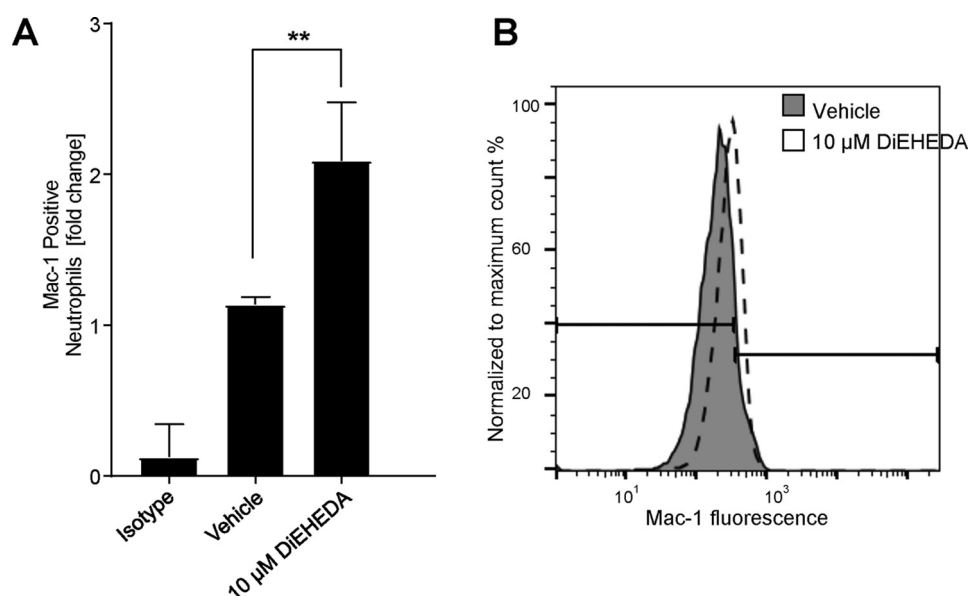 A
3
**
2
1
0
Mac-1 Positive
Neutrophils [fold change]
Isotype
Vehicle
10 µM DiEHEDA
B
100
60
20
Normalized to maximum count %
Vehicle
10 µM DiEHEDA
10¹
10³
Mac-1 fluorescence